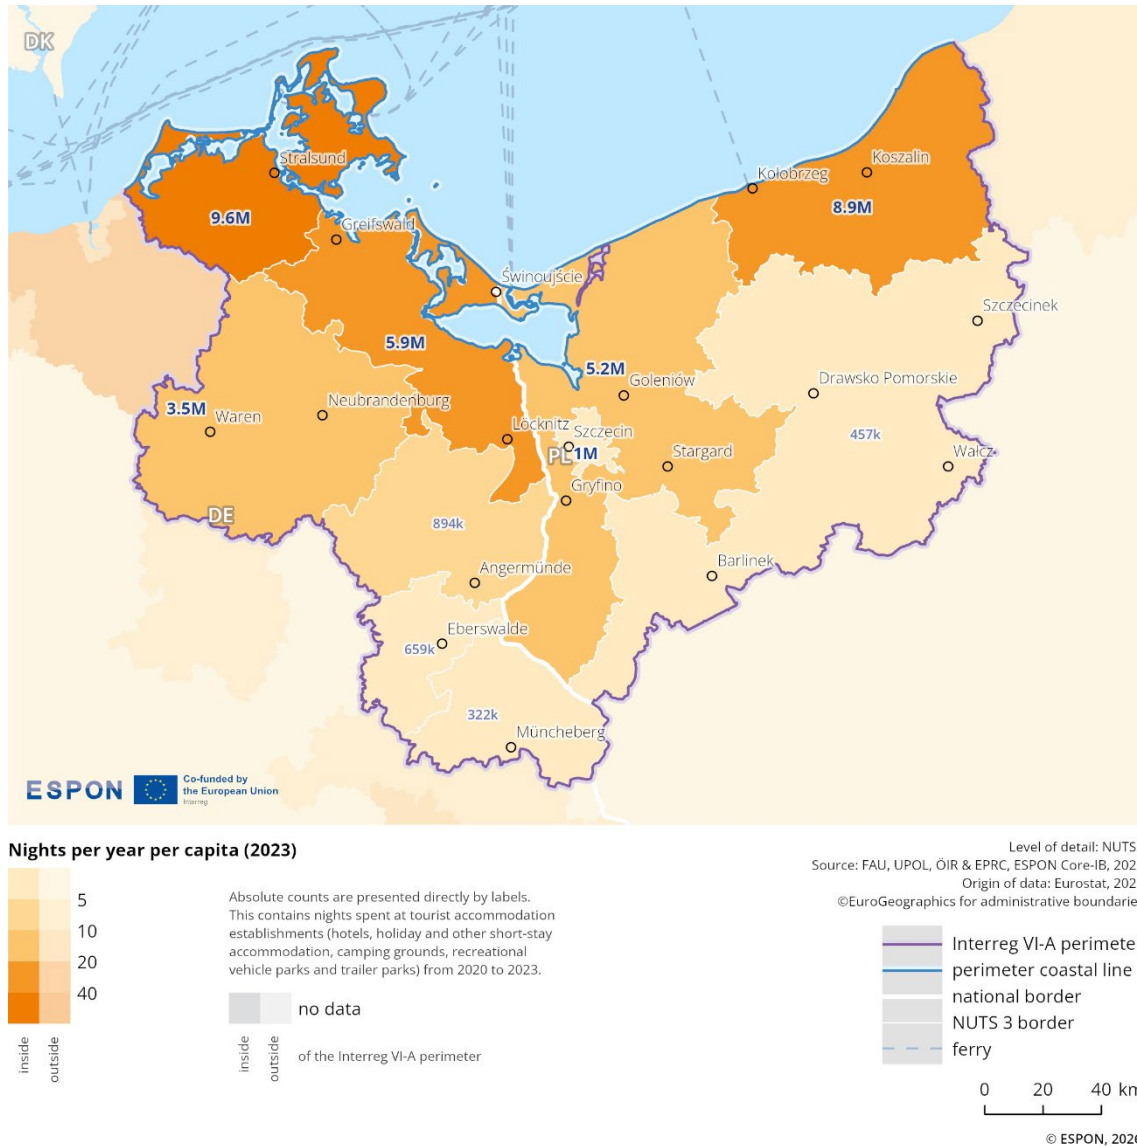 DK
Stralsund
Kołobrzeg
Koszalin
9.6M
8.9M
Greifswald
Świnoujście
Szczecinek
5.9M
5.2M
Goleniów
Drawsko Pomorskie
3.5M
Waren
Neubrandenburg
Löcknitz
Szczecin
PL
1M
Stargard
457k
Wałcz
Gryfino
DE
894k
Angermünde
Barlinek
Eberswalde
659k
322k
Müncheberg
ESPON
Co-funded by
the European Union
Interreg
Nights per year per capita (2023)
5
10
20
40
inside
outside
Absolute counts are presented directly by labels.
This contains nights spent at tourist accommodation
establishments (hotels, holiday and other short-stay
accommodation, camping grounds, recreational
vehicle parks and trailer parks) from 2020 to 2023.
no data
inside
outside
of the Interreg VI-A perimeter
Level of detail: NUTS
Source: FAU, UPOL, ÖIR & EPRC, ESPON Core-IB, 202
Origin of data: Eurostat, 202
©EuroGeographics for administrative boundarie
Interreg VI-A perimete
perimeter coastal line
national border
NUTS 3 border
ferry
0 20 40 km
© ESPON, 2026